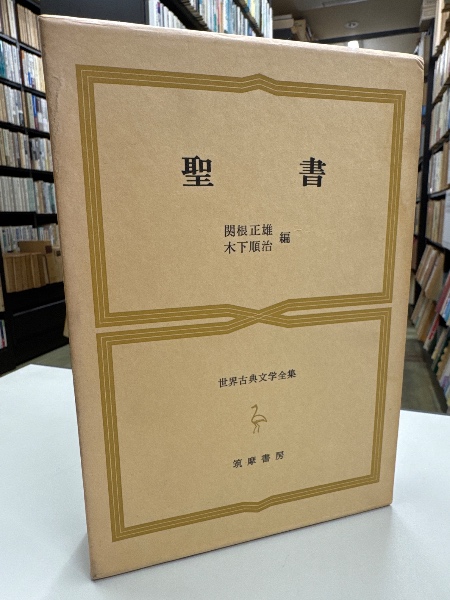 聖書
関根正雄
木下順治
編
世界古典文学全集
筑摩書房